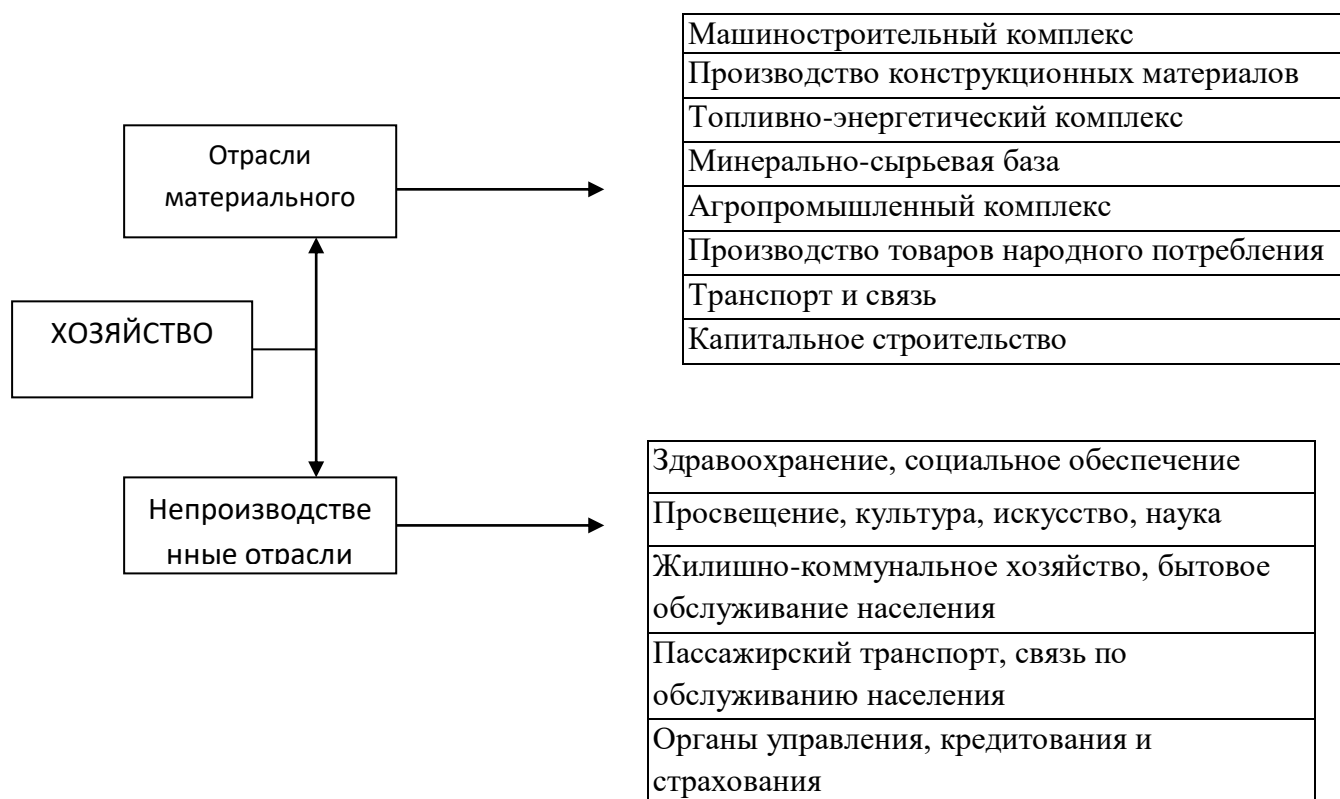 Машиностроительный комплекс
Производство конструкционных материалов
Топливно-энергетический комплекс
Минерально-сырьевая база
Агропромышленный комплекс
Производство товаров народного потребления
Транспорт и связь
Капитальное строительство
Отрасли
материального
ХОЗЯЙСТВО
Непроизводстве
нные отрасли
Здравоохранение, социальное обеспечение
Просвещение, культура, искусство, наука
Жилишно-коммунальное хозяйство, бытовое
обслуживание населения
Пассажирский транспорт, связь по
обслуживанию населения
Органы управления, кредитования и
страхования